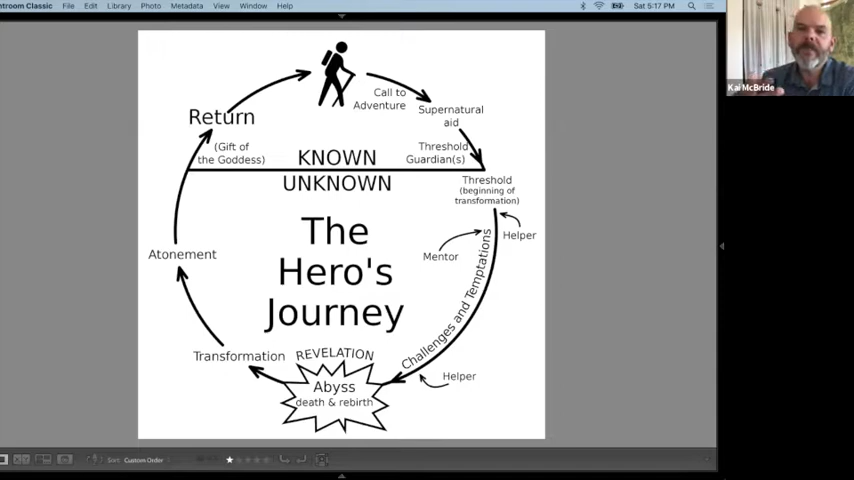 ntroom Classic File Edit Library Photo Metadata View Window Help Sat 5:17 PM
Kai McBride
Call to
Adventure
Supernatural
aid
Return
(Gift of
the Goddess)
KNOWN
Threshold
Guardian(s)
UNKNOWN
Threshold
(beginning of
transformation)
The
Hero's
Journey
Helper
Mentor
Challenges and Temptations
Atonement
Transformation
REVELATION
Abyss
death & rebirth
Helper
Sort: Custom Order